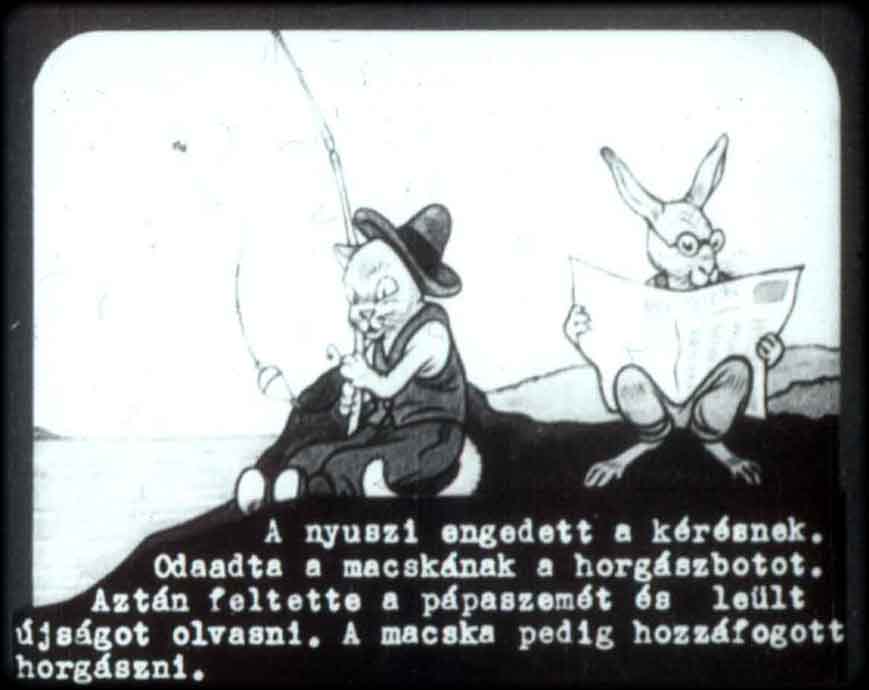 A nyuszi engedett a kérésnek.
Odaadta a macskának a horgászbotot.
Aztán feltette a pápaszemét és leült
újságot olvasni. A macska pedig hozzáfogott
horgászni.